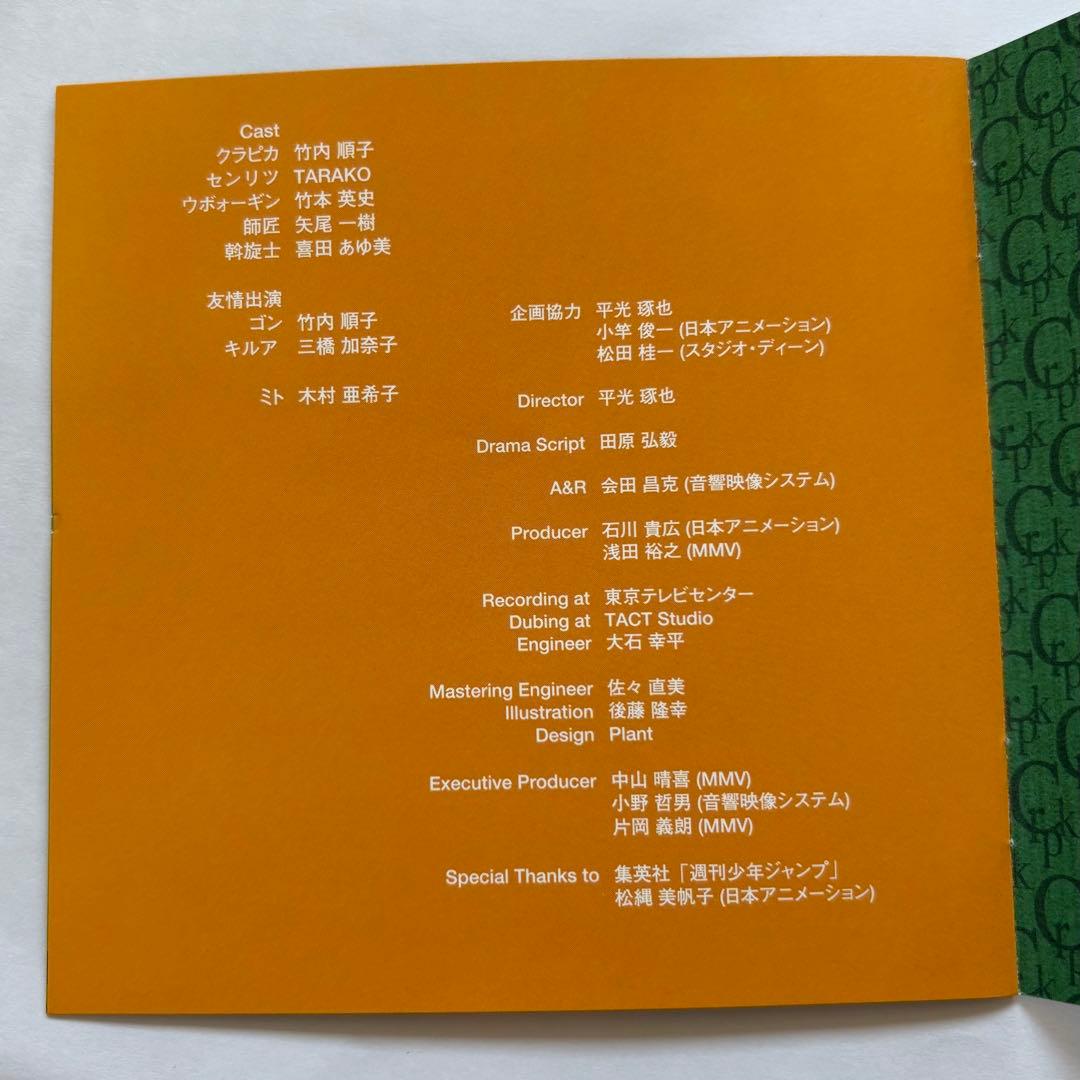 Cast
クラピカ 竹内 順子
センリツ TARAKO
ウボォーギン 竹本 英史
師匠 矢尾 一樹
斡旋士 喜田 あゆ美
友情出演
ゴン 竹内 順子
キルア 三橋 加奈子
ミト 木村 亜希子
企画協力 平光 琢也
小竿 俊一 (日本アニメーション)
松田 桂一 (スタジオ・ディーン)
Director 平光 琢也
Drama Script 田原 弘毅
A&R 会田 昌克 (音響映像システム)
Producer 石川 貴広 (日本アニメーション)
浅田 裕之 (MMV)
Recording at 東京テレビセンター
Dubing at TACT Studio
Engineer 大石 幸平
Mastering Engineer 佐々 直美
Illustration 後藤 隆幸
Design Plant
Executive Producer 中山 晴喜 (MMV)
小野 哲男 (音響映像システム)
片岡 義朗 (MMV)
Special Thanks to 集英社「週刊少年ジャンプ」
松縄 美帆子 (日本アニメーション)